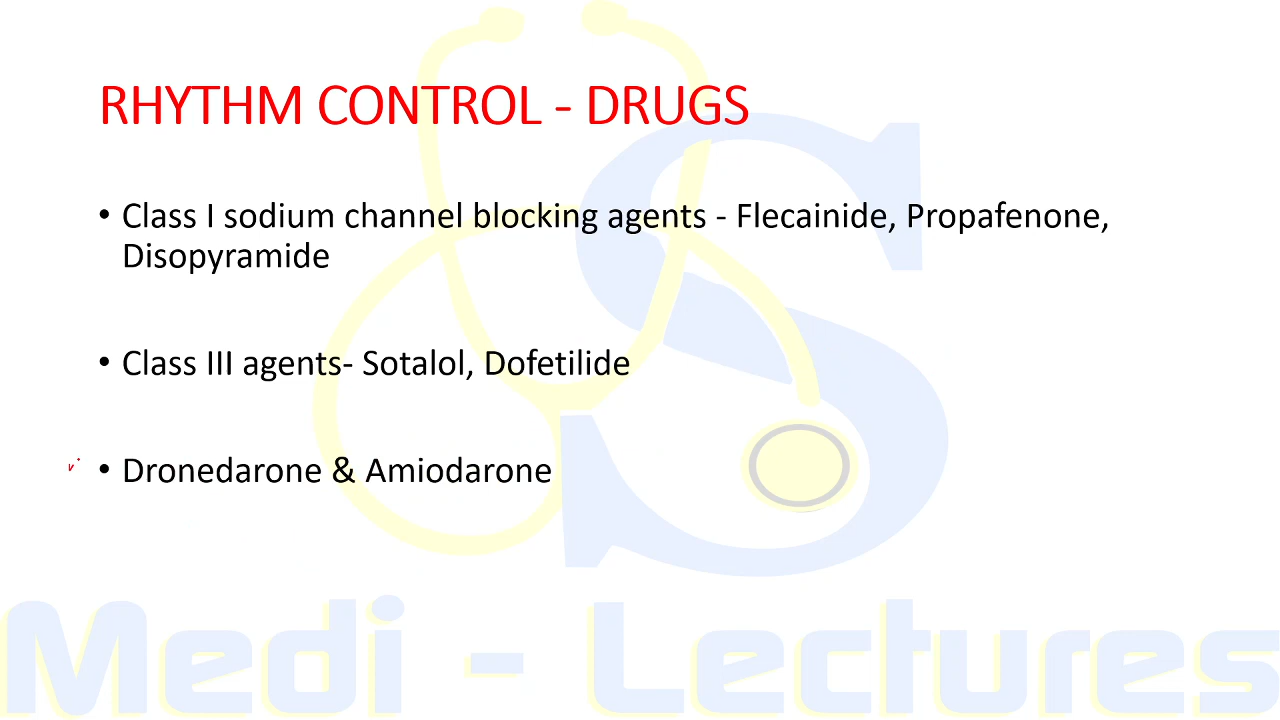 RHYTHM CONTROL - DRUGS
• Class I sodium channel blocking agents - Flecainide, Propafenone,
Disopyramide
• Class III agents- Sotalol, Dofetilide
• Dronedarone & Amiodarone
S
Medi - Lectures